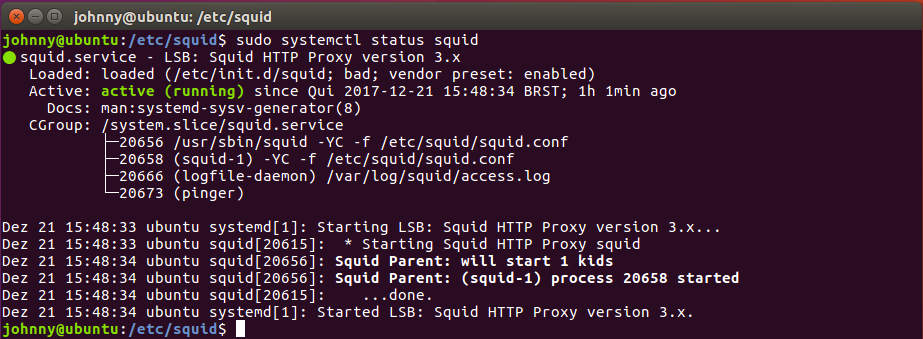 johnny@ubuntu: /etc/squid
johnny@ubuntu:/etc/squid$ sudo systemctl status squid
● squid.service - LSB: Squid HTTP Proxy version 3.x
   Loaded: loaded (/etc/init.d/squid; bad; vendor preset: enabled)
   Active: active (running) since Qui 2017-12-21 15:48:34 BRST; 1h 1min ago
     Docs: man:systemd-sysv-generator(8)
   CGroup: /system.slice/squid.service
           ├─20656 /usr/sbin/squid -YC -f /etc/squid/squid.conf
           ├─20658 (squid-1) -YC -f /etc/squid/squid.conf
           ├─20666 (logfile-daemon) /var/log/squid/access.log
           └─20673 (pinger)
Dez 21 15:48:33 ubuntu systemd[1]: Starting LSB: Squid HTTP Proxy version 3.x...
Dez 21 15:48:33 ubuntu squid[20615]:  * Starting Squid HTTP Proxy squid
Dez 21 15:48:34 ubuntu squid[20656]: Squid Parent: will start 1 kids
Dez 21 15:48:34 ubuntu squid[20656]: Squid Parent: (squid-1) process 20658 started
Dez 21 15:48:34 ubuntu squid[20615]:    ...done.
Dez 21 15:48:34 ubuntu systemd[1]: Started LSB: Squid HTTP Proxy version 3.x.
johnny@ubuntu:/etc/squid$